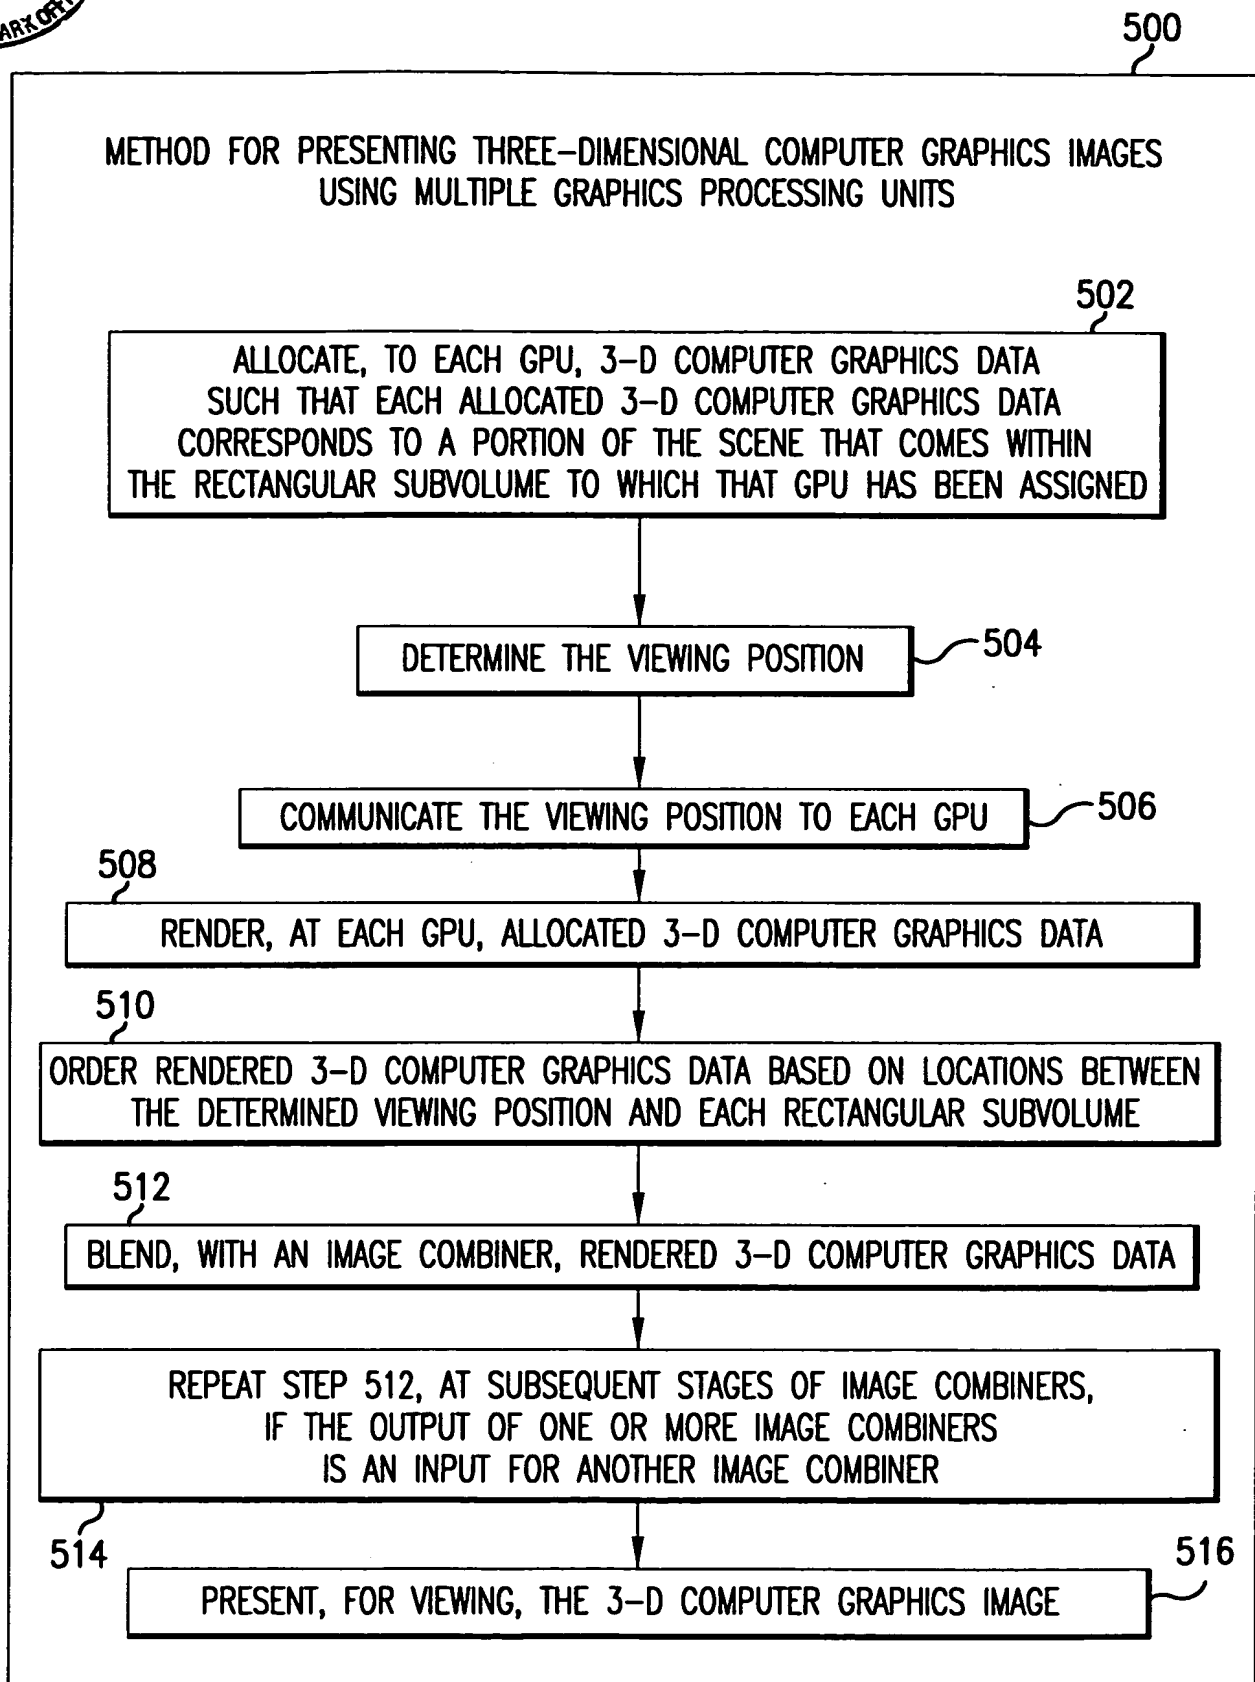 500
METHOD FOR PRESENTING THREE-DIMENSIONAL COMPUTER GRAPHICS IMAGES
USING MULTIPLE GRAPHICS PROCESSING UNITS
502
ALLOCATE, TO EACH GPU, 3-D COMPUTER GRAPHICS DATA
SUCH THAT EACH ALLOCATED 3-D COMPUTER GRAPHICS DATA
CORRESPONDS TO A PORTION OF THE SCENE THAT COMES WITHIN
THE RECTANGULAR SUBVOLUME TO WHICH THAT GPU HAS BEEN ASSIGNED
DETERMINE THE VIEWING POSITION
504
COMMUNICATE THE VIEWING POSITION TO EACH GPU
506
508
RENDER, AT EACH GPU, ALLOCATED 3-D COMPUTER GRAPHICS DATA
510
ORDER RENDERED 3-D COMPUTER GRAPHICS DATA BASED ON LOCATIONS BETWEEN
THE DETERMINED VIEWING POSITION AND EACH RECTANGULAR SUBVOLUME
512
BLEND, WITH AN IMAGE COMBINER, RENDERED 3-D COMPUTER GRAPHICS DATA
REPEAT STEP 512, AT SUBSEQUENT STAGES OF IMAGE COMBINERS,
IF THE OUTPUT OF ONE OR MORE IMAGE COMBINERS
IS AN INPUT FOR ANOTHER IMAGE COMBINER
514
516
PRESENT, FOR VIEWING, THE 3-D COMPUTER GRAPHICS IMAGE